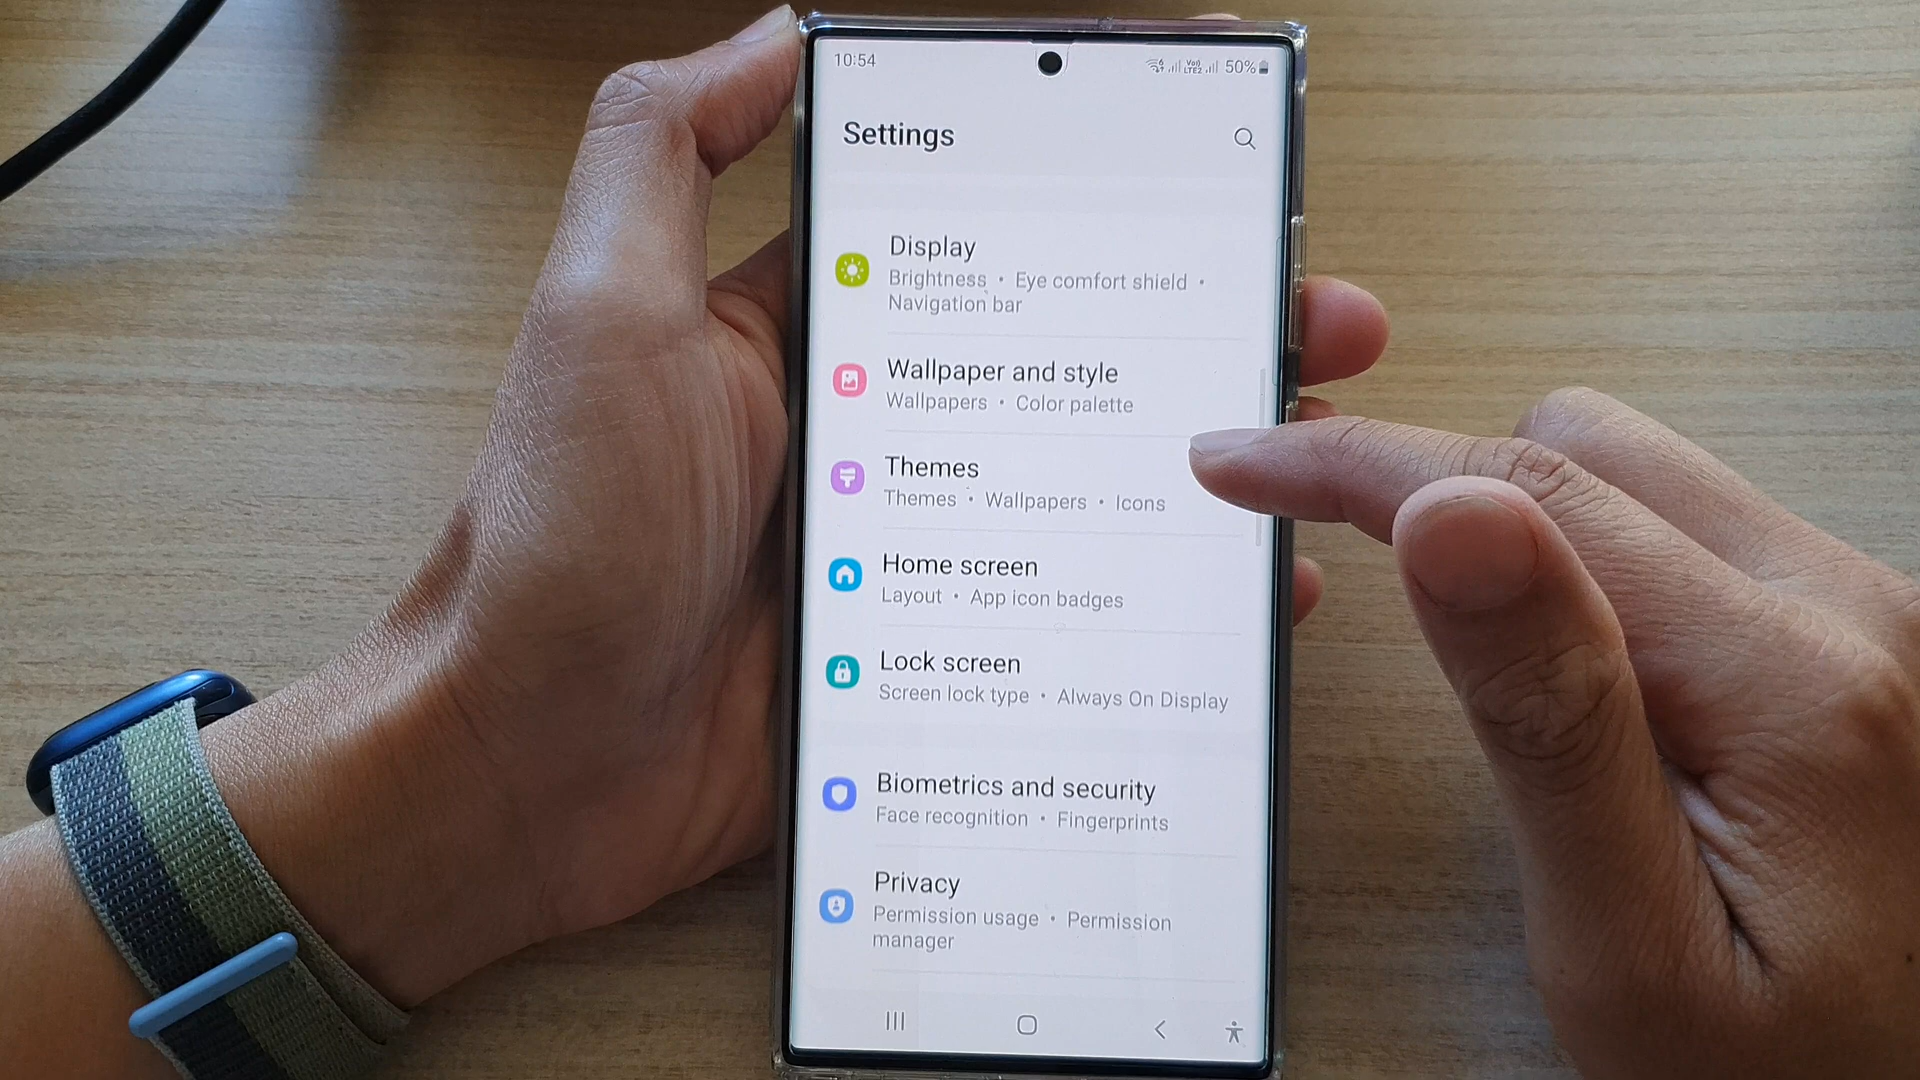 10:54
Vo) LTE2 50%
Settings
Display
Brightness • Eye comfort shield •
Navigation bar
Wallpaper and style
Wallpapers • Color palette
Themes
Themes • Wallpapers • Icons
Home screen
Layout • App icon badges
Lock screen
Screen lock type • Always On Display
Biometrics and security
Face recognition • Fingerprints
Privacy
Permission usage • Permission
manager